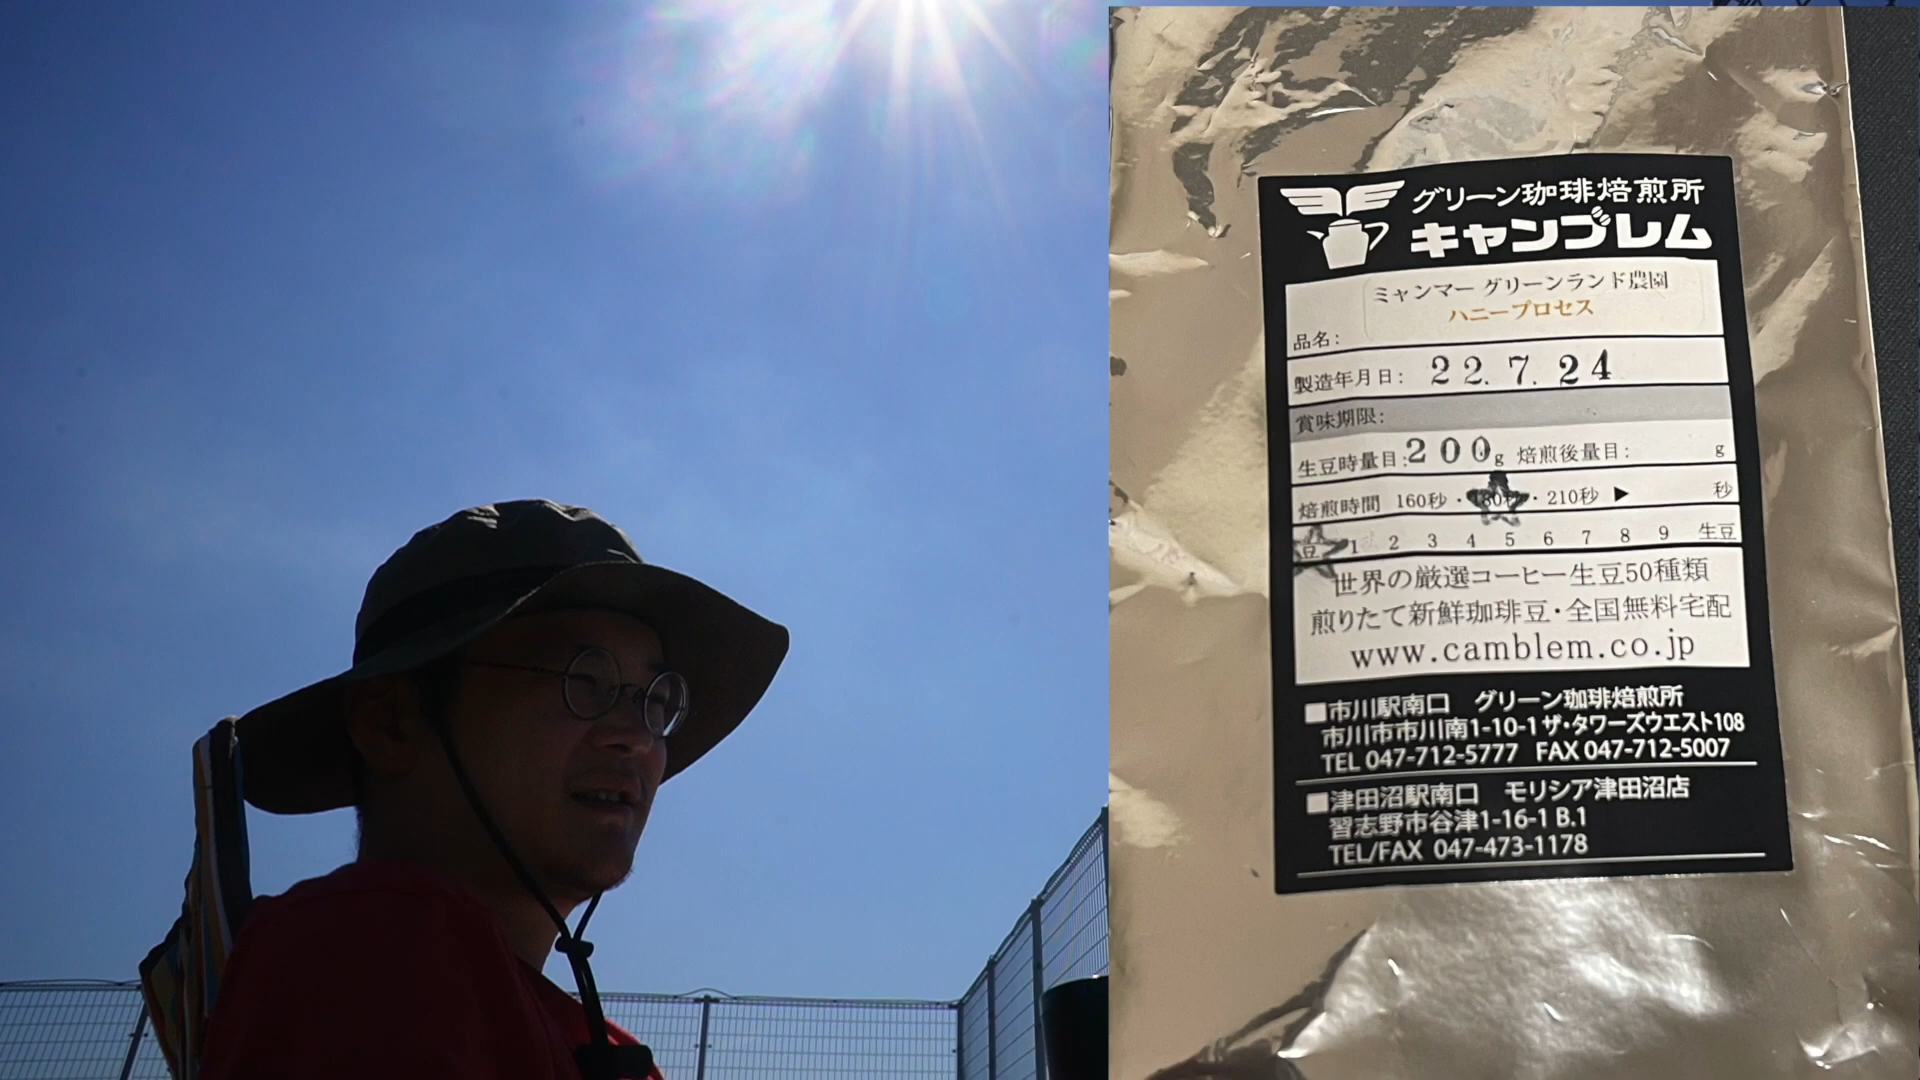 グリーン珈琲焙煎所
キャンブレム
ミャンマー グリーンランド農園
ハニープロセス
品名:
製造年月日: 22. 7. 24
賞味期限:
生豆時量目: 200g 焙煎後量目: g
焙煎時間 160秒・180秒・210秒 ▶ 秒
豆 1 2 3 4 5 6 7 8 9 生豆
世界の厳選コーヒー生豆50種類
煎りたて新鮮珈琲豆・全国無料宅配
www.camblem.co.jp
■市川駅南口 グリーン珈琲焙煎所
市川市市川南1-10-1 ザ・タワーズウエスト108
TEL 047-712-5777 FAX 047-712-5007
■津田沼駅南口 モリシア津田沼店
習志野市谷津1-16-1 B.1
TEL/FAX 047-473-1178